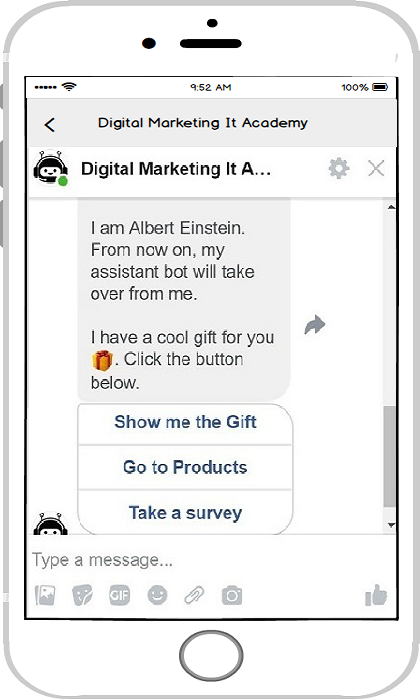 9:52 AM
100%
Digital Marketing It Academy
Digital Marketing It A...
I am Albert Einstein.
From now on, my
assistant bot will take
over from me.
I have a cool gift for you
🎁. Click the button
below.
Show me the Gift
Go to Products
Take a survey
Type a message...
GIF